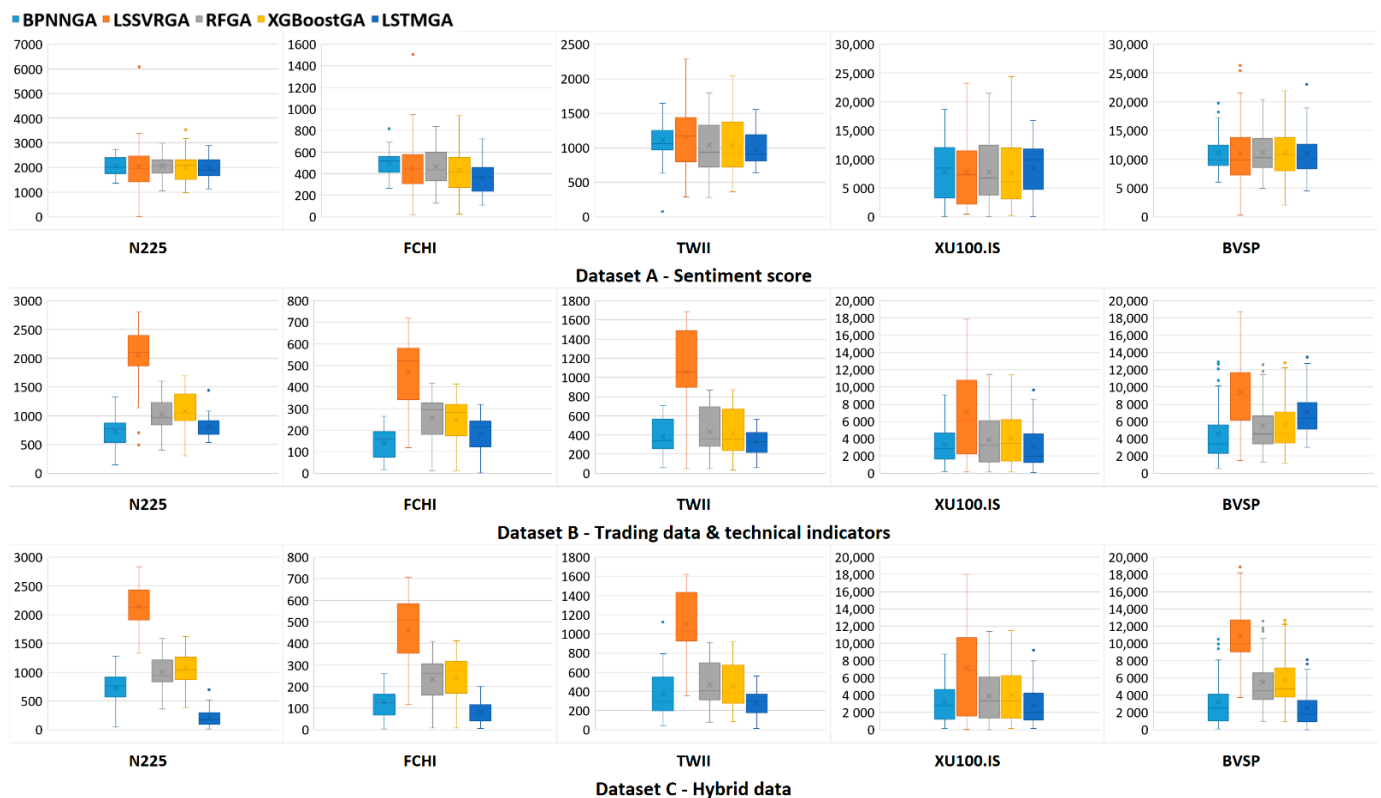 BPNNGA LSSVRGA RFGA XGBoostGA LSTMGA
7000 1600 2500 30,000 30,000
6000 1400 2000 25,000 25,000
5000 1200 1500 20,000 20,000
4000 1000 1000 15,000 15,000
3000 800 500 10,000 10,000
2000 600 0 5 000 5 000
1000 400 0 0
0 200
0
N225 FCHI TWII XU100.IS BVSP
Dataset A - Sentiment score
3000 800 1800 20,000 20,000
2500 700 1600 18,000 18,000
2000 600 1400 16,000 16,000
1500 500 1200 14,000 14,000
1000 400 1000 12,000 12,000
500 300 800 10,000 10,000
0 200 600 8 000 8 000
100 400 6 000 6 000
0 200 4 000 4 000
0 2 000 2 000
0 0
N225 FCHI TWII XU100.IS BVSP
Dataset B - Trading data & technical indicators
3000 800 1800 20,000 20,000
2500 700 1600 18,000 18,000
2000 600 1400 16,000 16,000
1500 500 1200 14,000 14,000
1000 400 1000 12,000 12,000
500 300 800 10,000 10,000
0 200 600 8 000 8 000
100 400 6 000 6 000
0 200 4 000 4 000
0 2 000 2 000
0 0
N225 FCHI TWII XU100.IS BVSP
Dataset C - Hybrid data